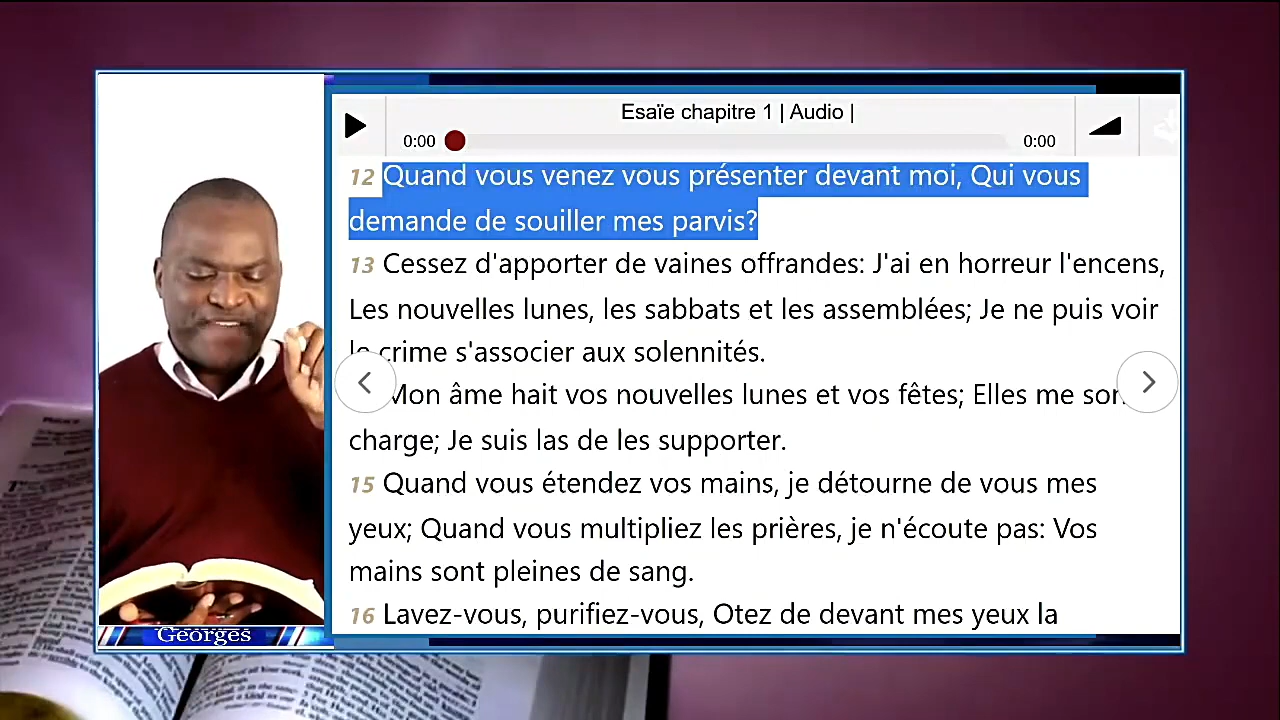 Esaïe chapitre 1 | Audio |
0:00
0:00
12 Quand vous venez vous présenter devant moi, Qui vous
demande de souiller mes parvis?
13 Cessez d'apporter de vaines offrandes: J'ai en horreur l'encens,
Les nouvelles lunes, les sabbats et les assemblées; Je ne puis voir
le crime s'associer aux solennités.
Mon âme hait vos nouvelles lunes et vos fêtes; Elles me
charge; Je suis las de les supporter.
15 Quand vous étendez vos mains, je détourne de vous mes
yeux; Quand vous multipliez les prières, je n'écoute pas: Vos
mains sont pleines de sang.
16 Lavez-vous, purifiez-vous, Otez de devant mes yeux la
Georges